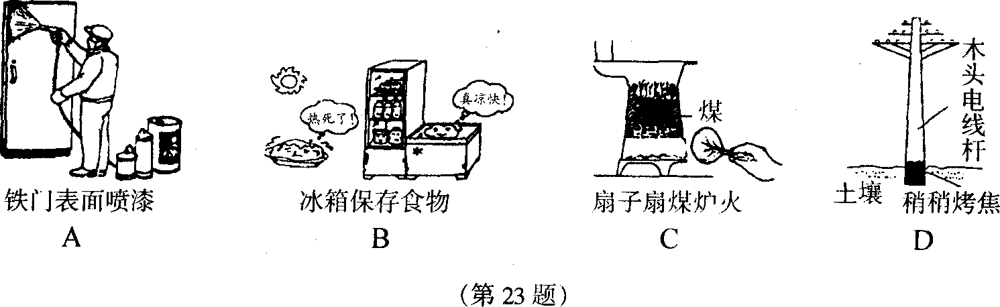 热死了!
真凉快!
煤
木头电线杆
土壤
稍稍烤焦
铁门表面喷漆
冰箱保存食物
扇子扇煤炉火
A
B
C
D
(第 23 题)